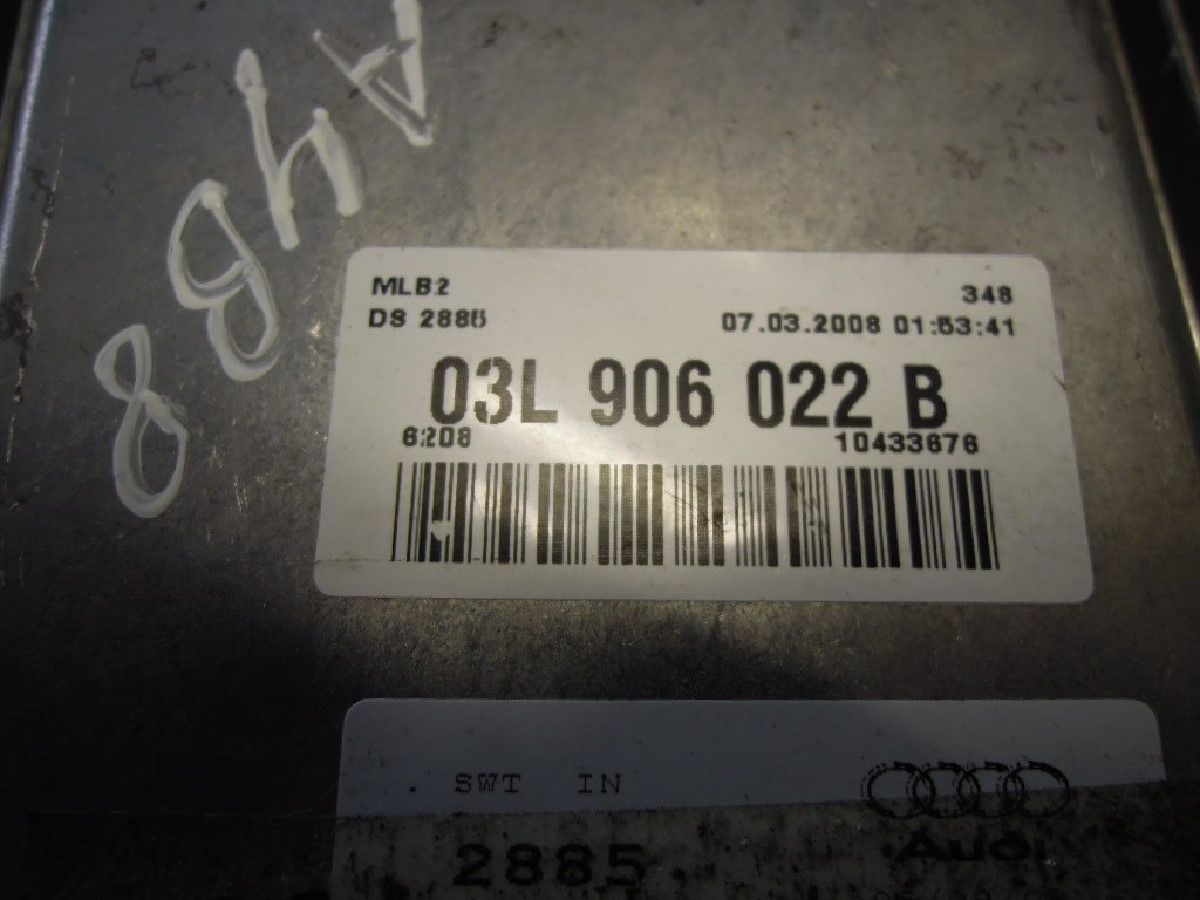 A4B8
MLB2
348
DS 2885
07.03.2008 01:53:41
03L 906 022 B
6208
10433676
. SWT IN
Audi
2885